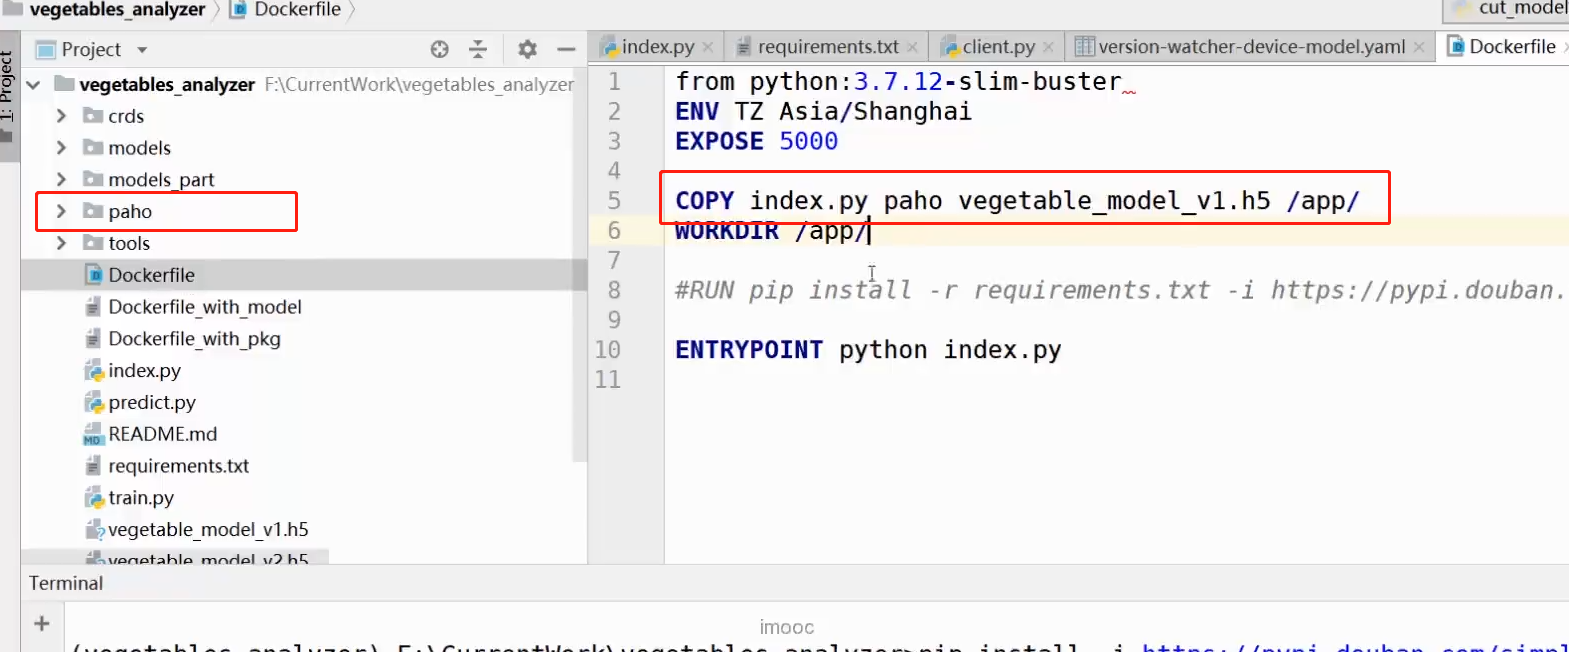 vegetables_analyzer Dockerfile
cut_model
1: Project
Project
index.py
requirements.txt
client.py
version-watcher-device-model.yaml
Dockerfile
vegetables_analyzer F:\CurrentWork\vegetables_analyzer
crds
models
models_part
paho
tools
Dockerfile
Dockerfile_with_model
Dockerfile_with_pkg
index.py
predict.py
README.md
requirements.txt
train.py
vegetable_model_v1.h5
vegetable_model_v2.h5
1 from python:3.7.12-slim-buster
2 ENV TZ Asia/Shanghai
3 EXPOSE 5000
4
5 COPY index.py paho vegetable_model_v1.h5 /app/
6 WORKDIR /app/
7
8 #RUN pip install -r requirements.txt -i https://pypi.douban.
9
10 ENTRYPOINT python index.py
11
Terminal
+
imooc
(vegetables_analyzer) F:\CurrentWork\vegetables_analyzer>pip install -i https://pypi.douban.com/simpl